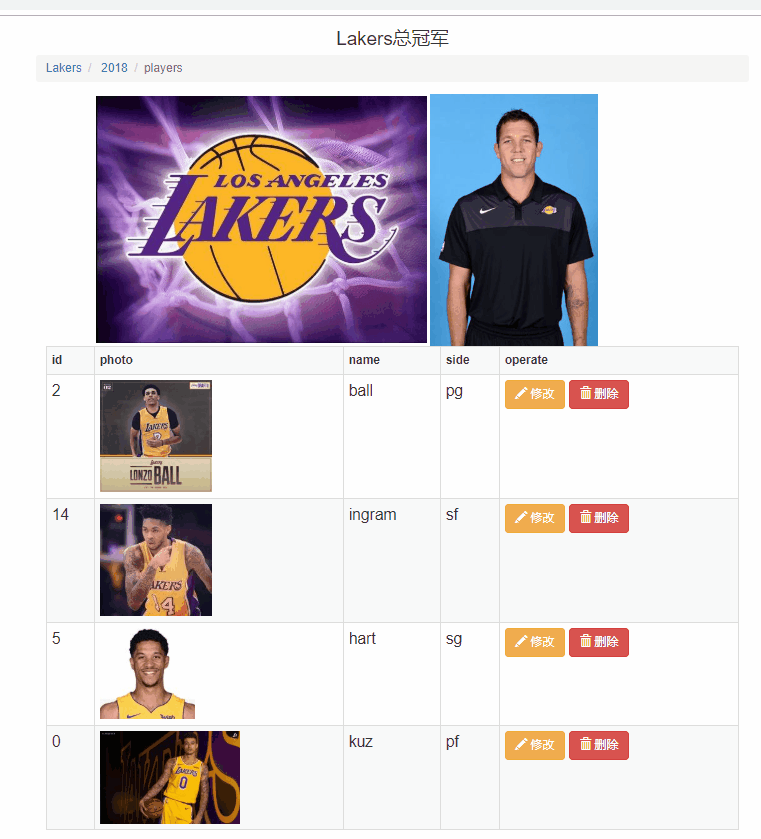 Lakers总冠军
Lakers / 2018 / players
LOS ANGELES
LAKERS
id photo name side operate
2 ball pg 修改 删除
LAKERS
2
LONZO BALL
14 ingram sf 修改 删除
LAKERS
14
5 hart sg 修改 删除
0 kuz pf 修改 删除
LAKERS
0